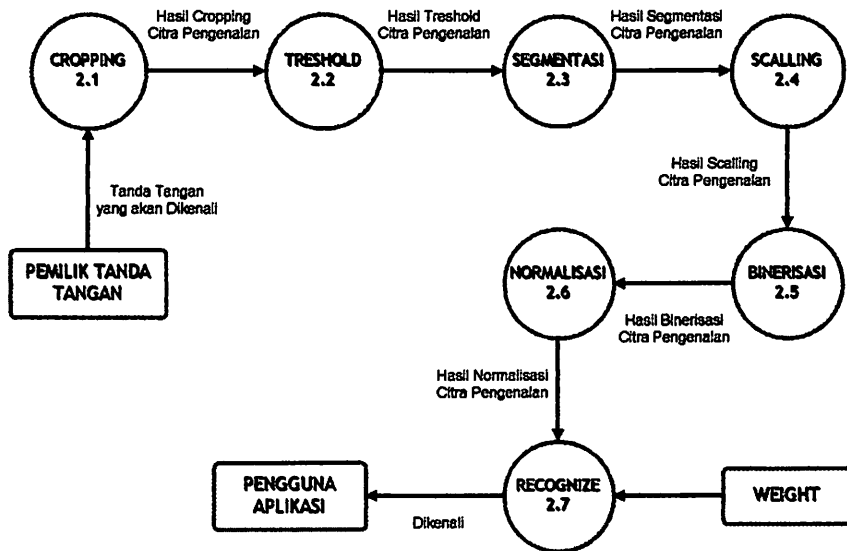 Hasil Cropping
Citra Pengenalan
Hasil Treshold
Citra Pengenalan
Hasil Segmentasi
Citra Pengenalan
CROPPING
2.1
TRESHOLD
2.2
SEGMENTASI
2.3
SCALLING
2.4
Hasil Scalling
Citra Pengenalan
Tanda Tangan
yang akan Dikenali
PEMILIK TANDA
TANGAN
NORMALISASI
2.6
BINERISASI
2.5
Hasil Binerisasi
Citra Pengenalan
Hasil Normalisasi
Citra Pengenalan
PENGGUNA
APLIKASI
Dikenali
RECOGNIZE
2.7
WEIGHT